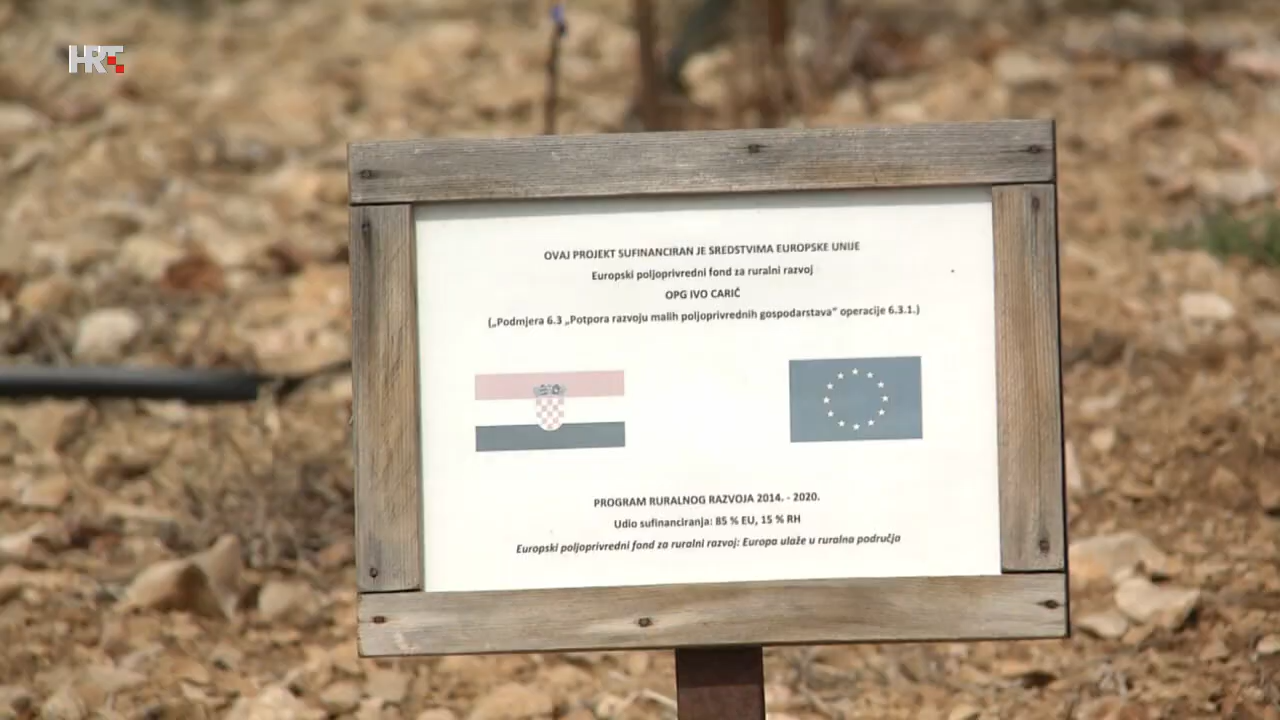 HRT
OVAJ PROJEKT SUFINANCIRAN JE SREDSTVIMA EUROPSKE UNIJE
Europski poljoprivredni fond za ruralni razvoj
OPG IVO CARIĆ
(„Podmjera 6.3 „Potpora razvoju malih poljoprivrednih gospodarstava“ operacije 6.3.1.)
PROGRAM RURALNOG RAZVOJA 2014. - 2020.
Udio sufinanciranja: 85 % EU, 15 % RH
Europski poljoprivredni fond za ruralni razvoj: Europa ulaže u ruralna područja